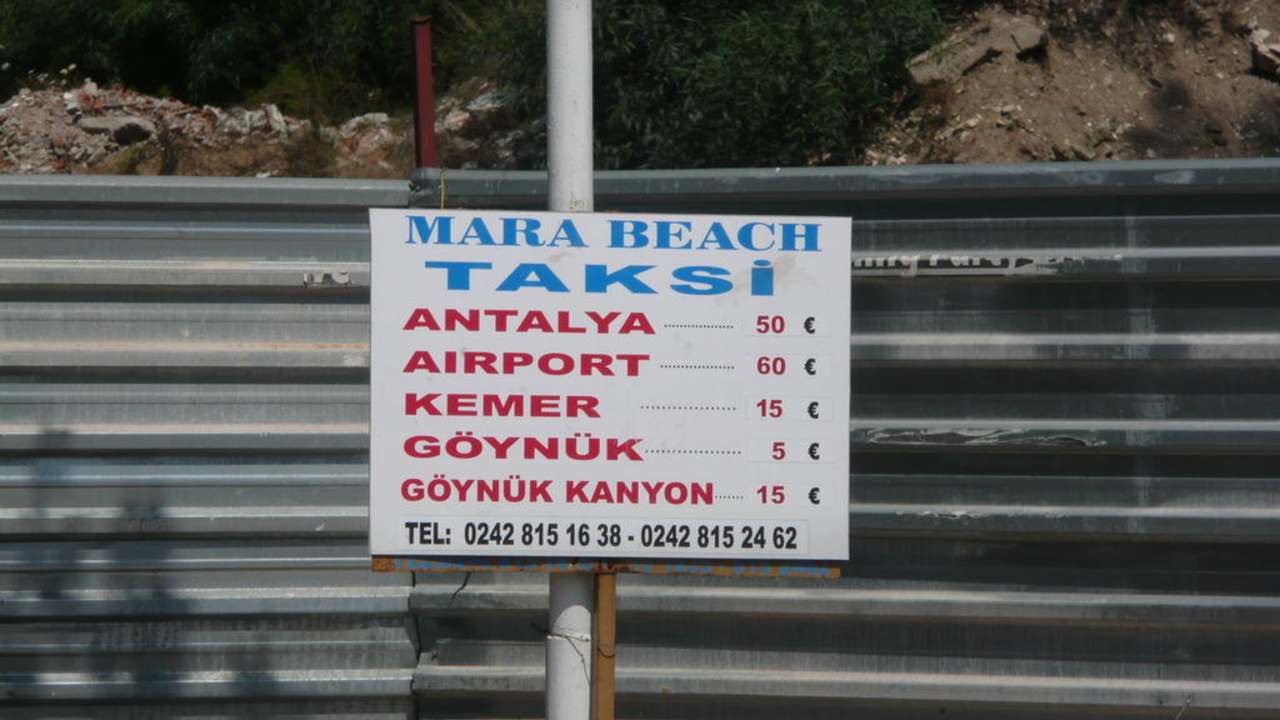 MARA BEACH
TAKSİ
ANTALYA ................ 50 €
AIRPORT ................ 60 €
KEMER ................ 15 €
GÖYNÜK ................ 5 €
GÖYNÜK KANYON ....... 15 €
TEL: 0242 815 16 38 - 0242 815 24 62